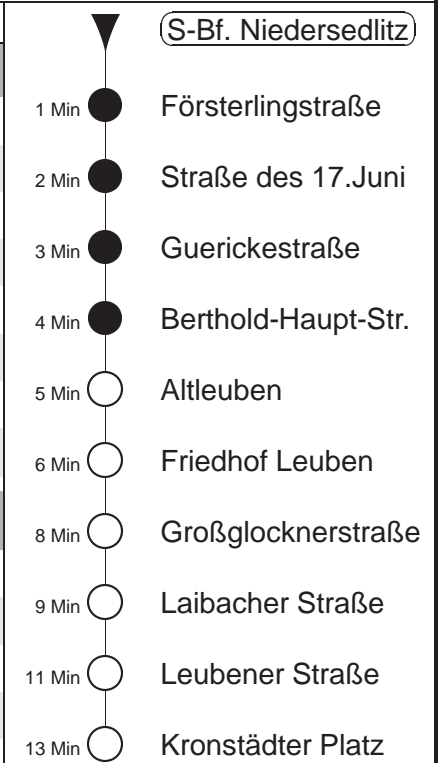 S-Bf. Niedersedlitz
1 Min Försterlingstraße
2 Min Straße des 17.Juni
3 Min Guerickestraße
4 Min Berthold-Haupt-Str.
5 Min Altleuben
6 Min Friedhof Leuben
8 Min Großglocknerstraße
9 Min Laibacher Straße
11 Min Leubener Straße
13 Min Kronstädter Platz